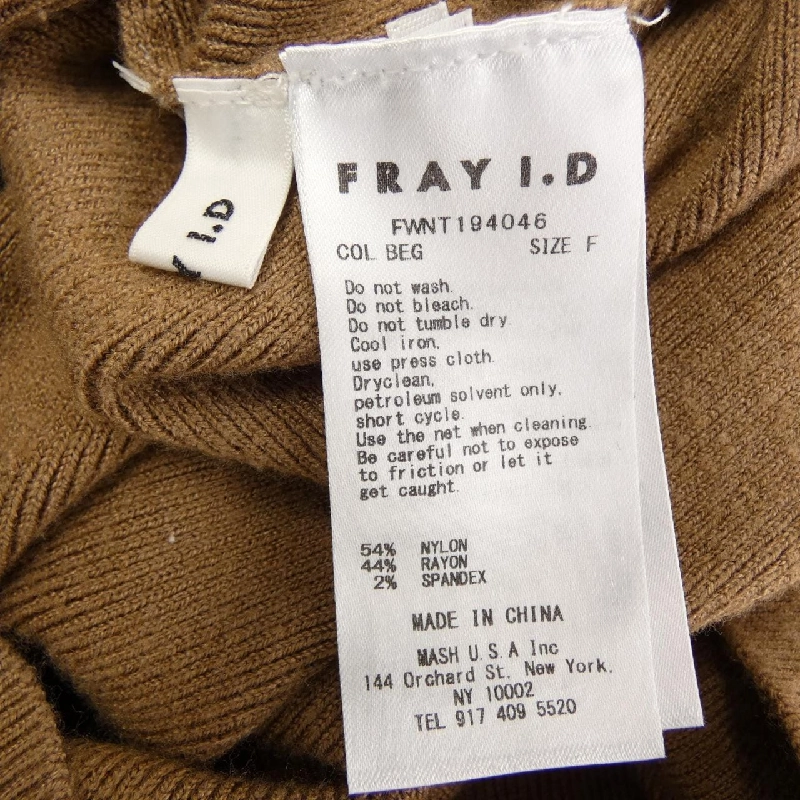 FRAY I.D
FWNT194046
COL BEG SIZE F
Do not wash.
Do not bleach.
Do not tumble dry.
Cool iron,
use press cloth.
Dryclean,
petroleum solvent only,
short cycle.
Use the net when cleaning.
Be careful not to expose
to friction or let it
get caught.
54% NYLON
44% RAYON
2% SPANDEX
MADE IN CHINA
MASH U.S.A Inc
144 Orchard St. New York,
NY 10002
TEL 917 409 5520
Y I.D